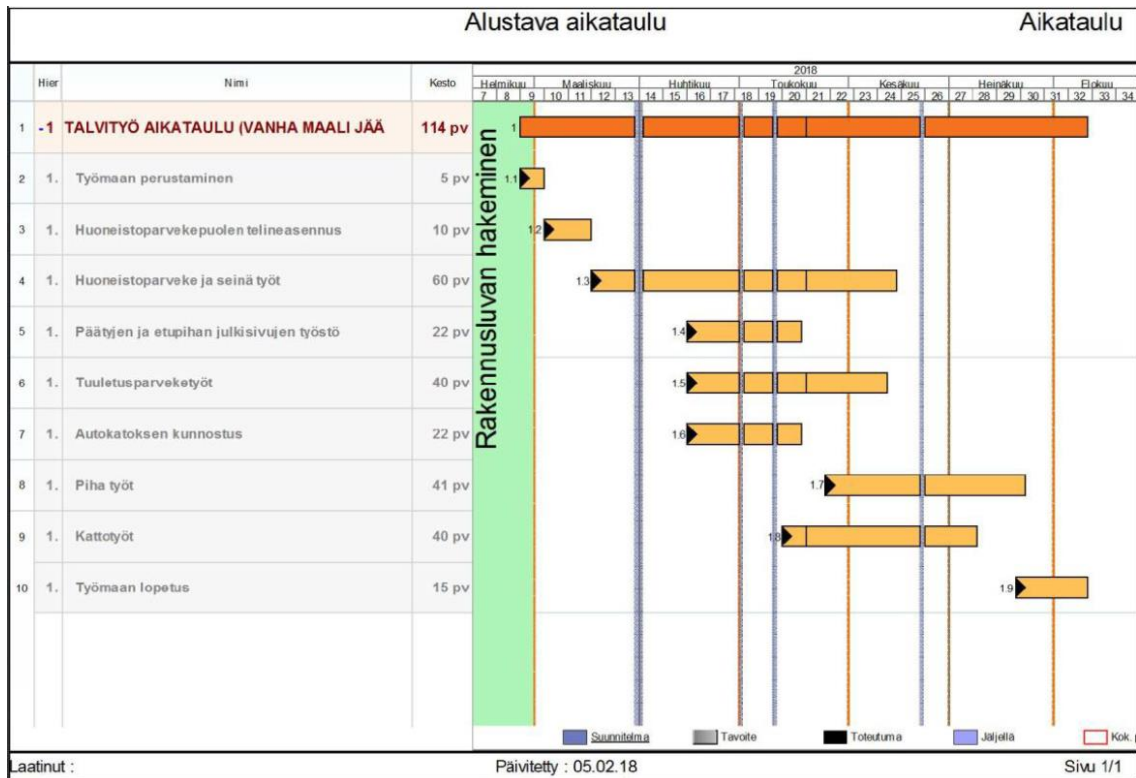 Alustava aikataulu Aikataulu
Hier Nimi Kesto 2018
Helmikuu Maaliskuu Huhtikuu Toukokuu Kesäkuu Heinäkuu Elokuu
7 8 9 10 11 12 13 14 15 16 17 18 19 20 21 22 23 24 25 26 27 28 29 30 31 32 33 34
1 -1 TALVITYÖ AIKATAULU (VANHA MAALI JÄÄ 114 pv 1
2 1. Työmaan perustaminen 5 pv 1.1
3 1. Huoneistoparvekepuolen telineasennus 10 pv 1.2
4 1. Huoneistoparveke ja seinä työt 60 pv 1.3
5 1. Päätyjen ja etupihan julkisivujen työstö 22 pv 1.4
6 1. Tuuletusparveketyöt 40 pv 1.5
7 1. Autokatoksen kunnostus 22 pv 1.6
8 1. Piha työt 41 pv 1.7
9 1. Kattotyöt 40 pv 1.8
10 1. Työmaan lopetus 15 pv 1.9
Rakennusluvan hakeminen
Suunnitelma Tavoite Toteutuma Jäljellä Kok.
Laatinut : Päivitetty : 05.02.18 Sivu 1/1